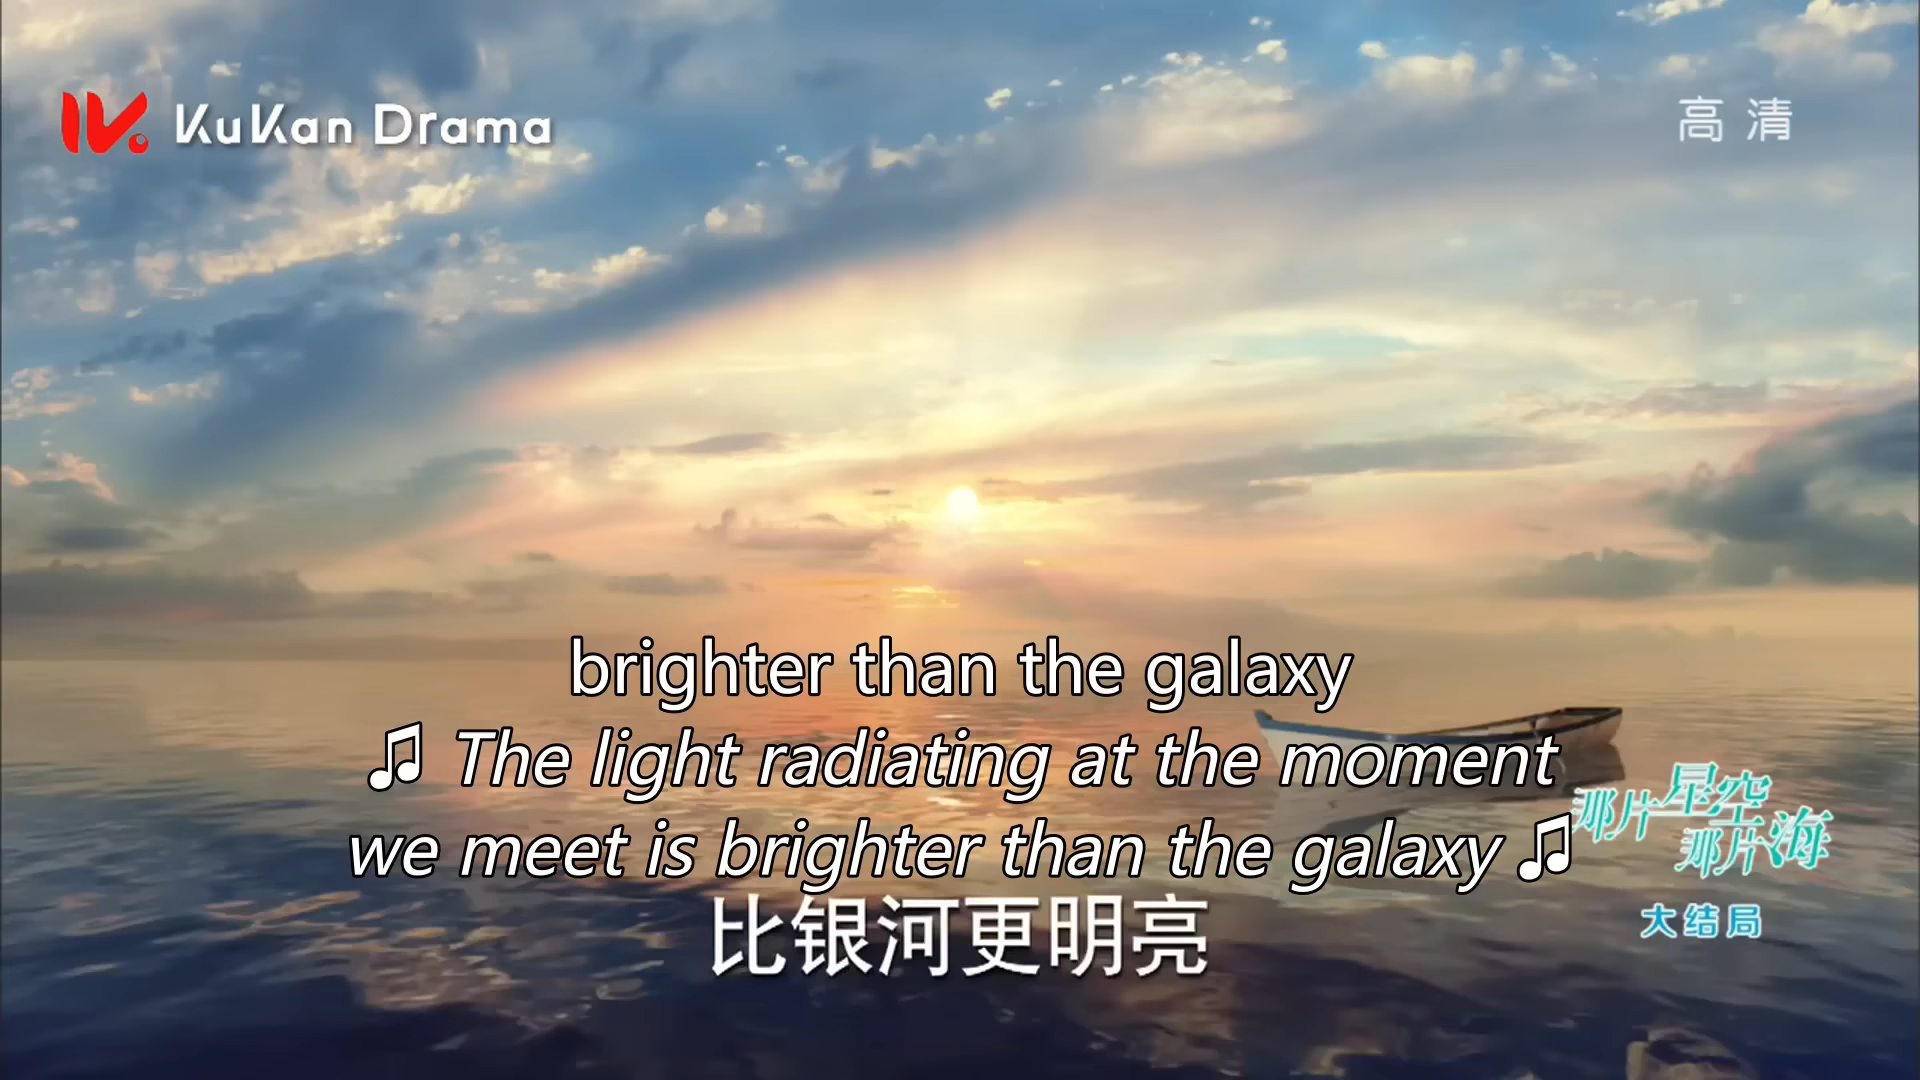 KuKan Drama
高清
brighter than the galaxy
♫ The light radiating at the moment
we meet is brighter than the galaxy ♫
那片星空
那片海
大结局
比银河更明亮